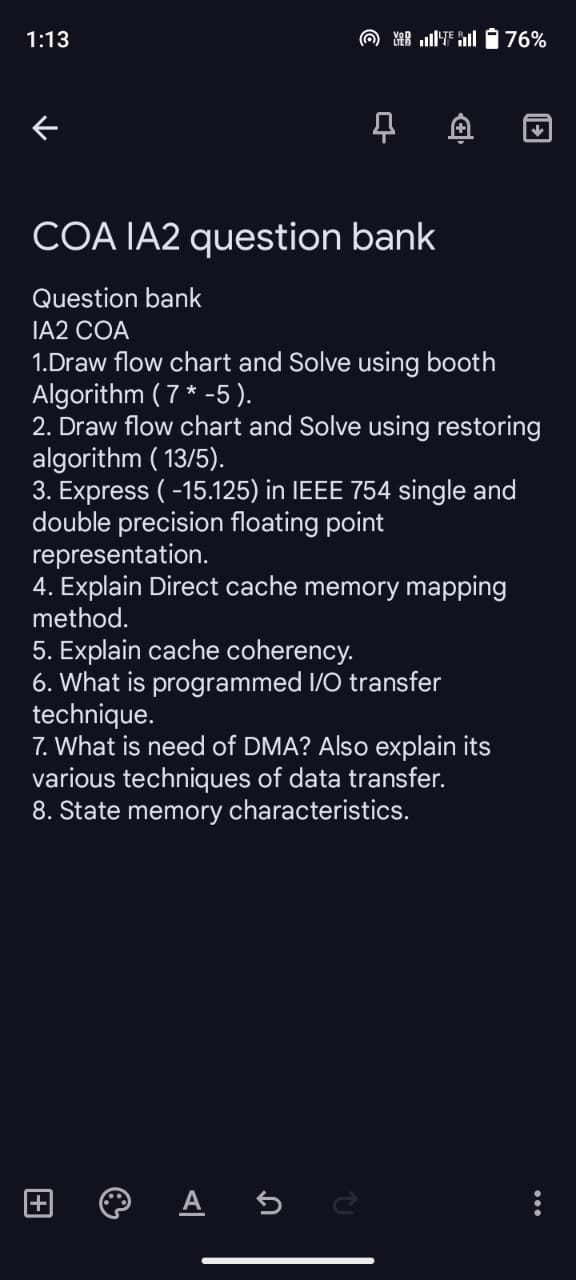 1:13
VoD LTE2 LTE R 76%
COA IA2 question bank
Question bank
IA2 COA
1.Draw flow chart and Solve using booth
Algorithm ( 7 * -5 ).
2. Draw flow chart and Solve using restoring
algorithm ( 13/5).
3. Express ( -15.125) in IEEE 754 single and
double precision floating point
representation.
4. Explain Direct cache memory mapping
method.
5. Explain cache coherency.
6. What is programmed I/O transfer
technique.
7. What is need of DMA? Also explain its
various techniques of data transfer.
8. State memory characteristics.
A